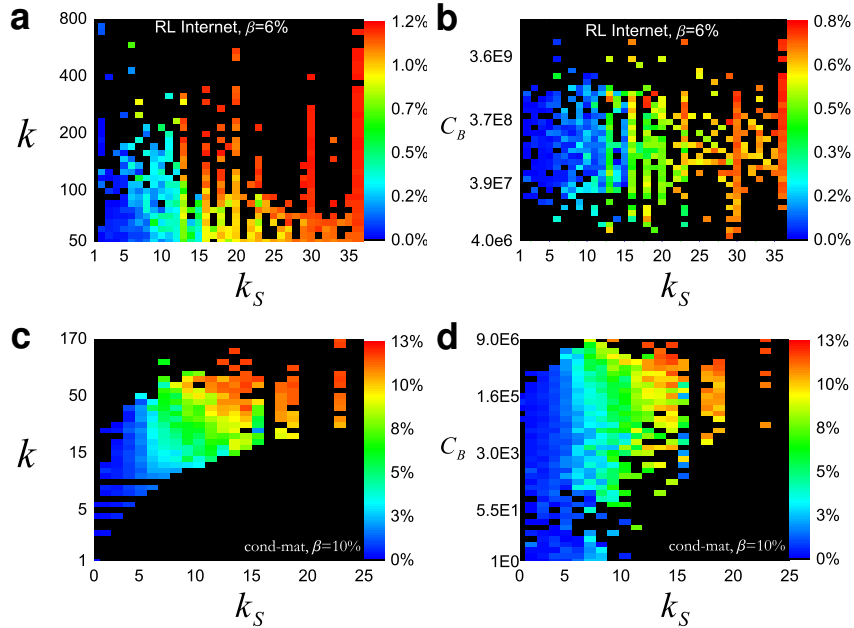 a
RL Internet, β=6%
k
800
400
200
100
50
1 5 10 15 20 25 30 35
k_S
1.2%
1.0%
0.7%
0.5%
0.2%
0.0%
b
RL Internet, β=6%
C_B
3.6E9
3.7E8
3.9E7
4.0e6
1 5 10 15 20 25 30 35
k_S
0.8%
0.6%
0.5%
0.3%
0.2%
0.0%
c
k
170
50
15
5
1
0 5 10 15 20 25
k_S
cond-mat, β=10%
13%
10%
8%
5%
3%
0%
d
C_B
9.0E6
1.6E5
3.0E3
5.5E1
1E0
0 5 10 15 20 25
k_S
cond-mat, β=10%
13%
10%
8%
5%
3%
0%